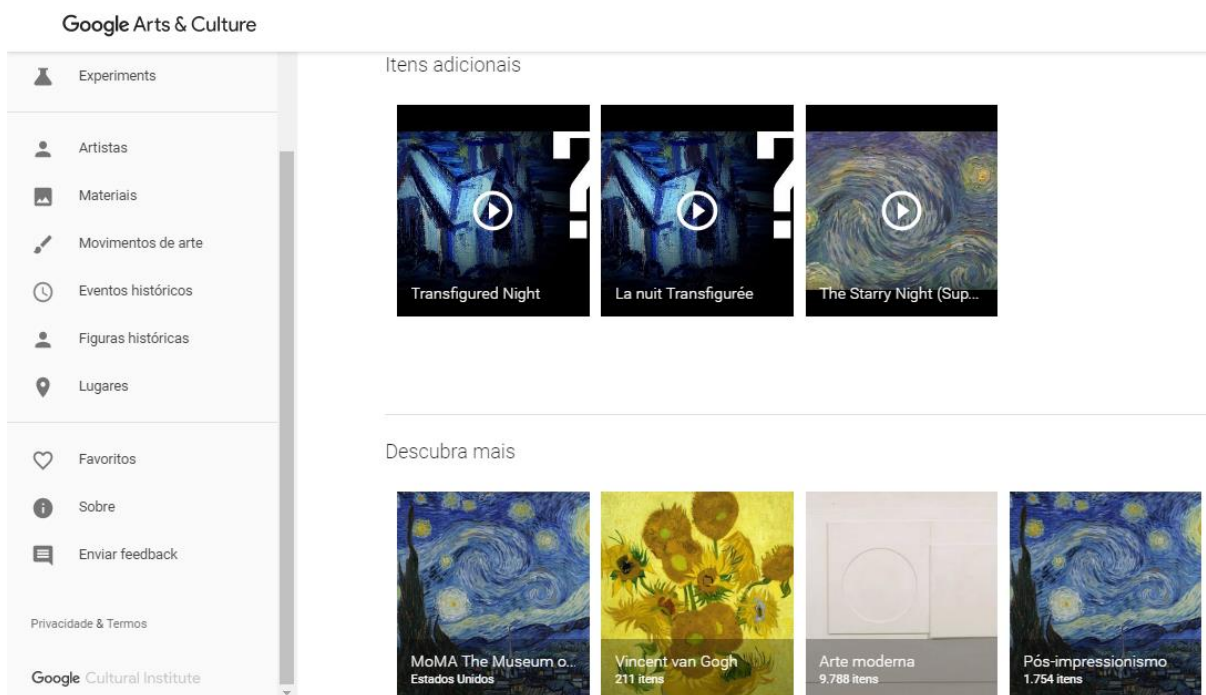 Google Arts & Culture
Experiments
Artistas
Materiais
Movimentos de arte
Eventos históricos
Figuras históricas
Lugares
Favoritos
Sobre
Enviar feedback
Privacidade & Termos
Google Cultural Institute
Itens adicionais
?
Transfigured Night
?
La nuit Transfigurée
The Starry Night (Sup...
Descubra mais
MoMA The Museum o...
Estados Unidos
Vincent van Gogh
211 itens
Arte moderna
9.788 itens
Pós-impressionismo
1.754 itens